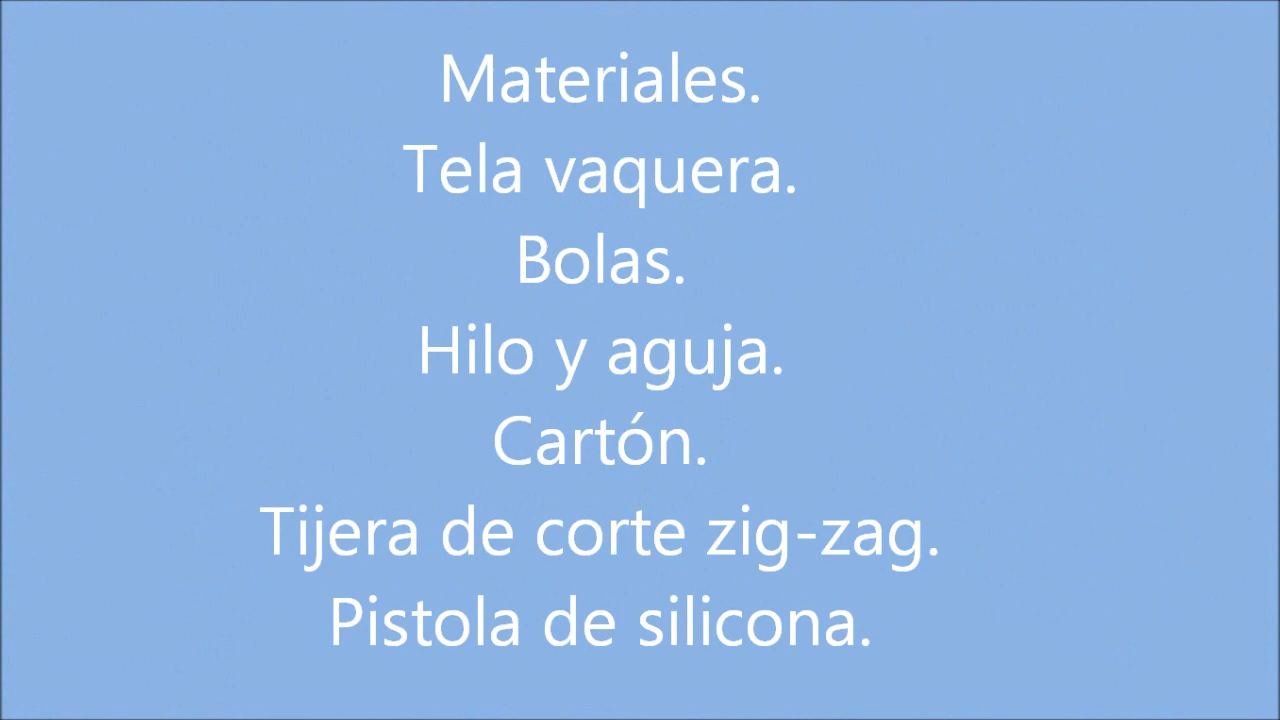 Materiales.
Tela vaquera.
Bolas.
Hilo y aguja.
Cartón.
Tijera de corte zig-zag.
Pistola de silicona.